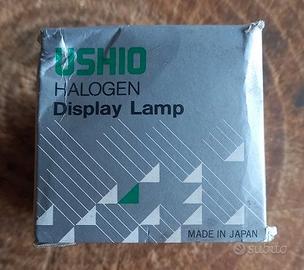 USHIO
HALOGEN
Display Lamp
MADE IN JAPAN
subito